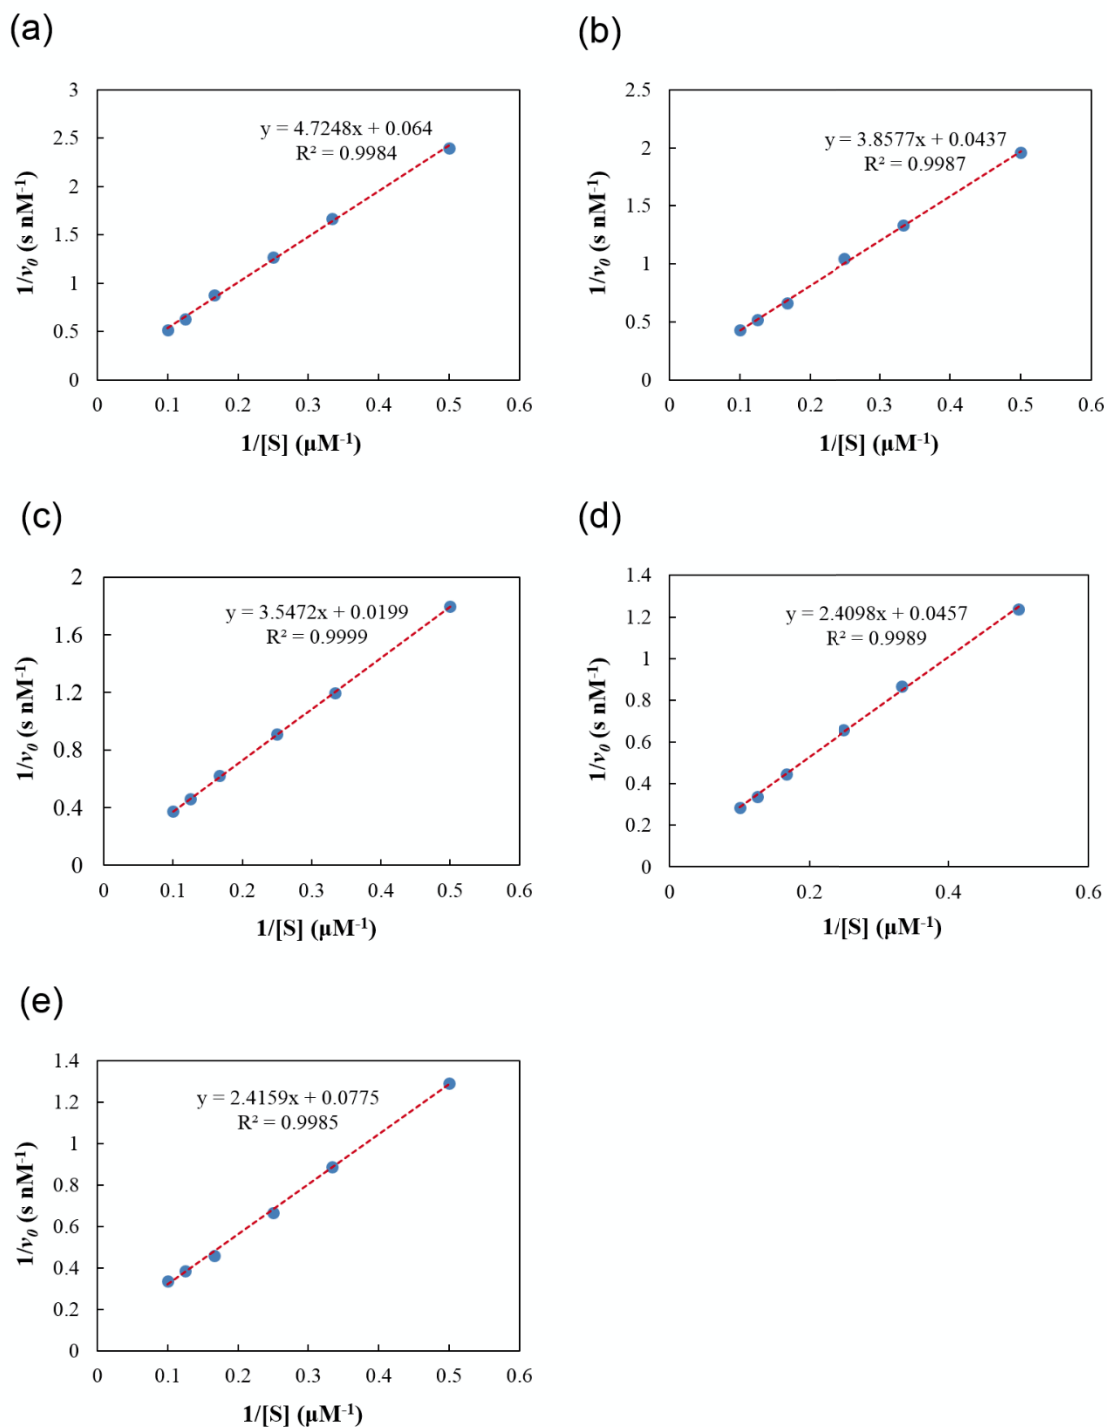 (a)
3
2.5
2
1.5
1
0.5
0
y = 4.7248x + 0.064
R² = 0.9984
1/v₀ (s nM⁻¹)
0
0.1
0.2
0.3
0.4
0.5
0.6
1/[S] (μM⁻¹)
(b)
2.5
2
1.5
1
0.5
0
y = 3.8577x + 0.0437
R² = 0.9987
1/v₀ (s nM⁻¹)
0
0.1
0.2
0.3
0.4
0.5
0.6
1/[S] (μM⁻¹)
(c)
2
1.6
1.2
0.8
0.4
0
y = 3.5472x + 0.0199
R² = 0.9999
1/v₀ (s nM⁻¹)
0
0.1
0.2
0.3
0.4
0.5
0.6
1/[S] (μM⁻¹)
(d)
1.4
1.2
1
0.8
0.6
0.4
0.2
0
y = 2.4098x + 0.0457
R² = 0.9989
1/v₀ (s nM⁻¹)
0
0.2
0.4
0.6
1/[S] (μM⁻¹)
(e)
1.4
1.2
1
0.8
0.6
0.4
0.2
0
y = 2.4159x + 0.0775
R² = 0.9985
1/v₀ (s nM⁻¹)
0
0.1
0.2
0.3
0.4
0.5
0.6
1/[S] (μM⁻¹)